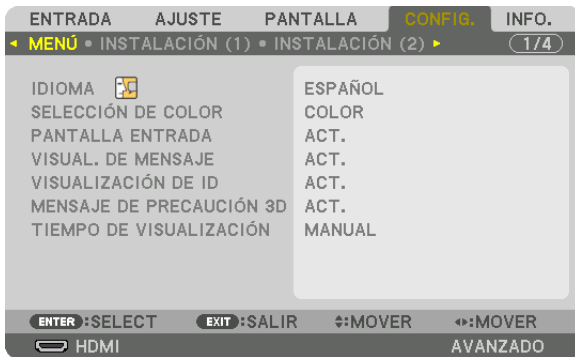 ENTRADA AJUSTE PANTALLA CONFIG. INFO.
MENÚ • INSTALACIÓN (1) • INSTALACIÓN (2) 1/4
IDIOMA ESPAÑOL
SELECCIÓN DE COLOR COLOR
PANTALLA ENTRADA ACT.
VISUAL. DE MENSAJE ACT.
VISUALIZACIÓN DE ID ACT.
MENSAJE DE PRECAUCIÓN 3D ACT.
TIEMPO DE VISUALIZACIÓN MANUAL
ENTER :SELECT EXIT :SALIR :MOVER :MOVER
HDMI AVANZADO